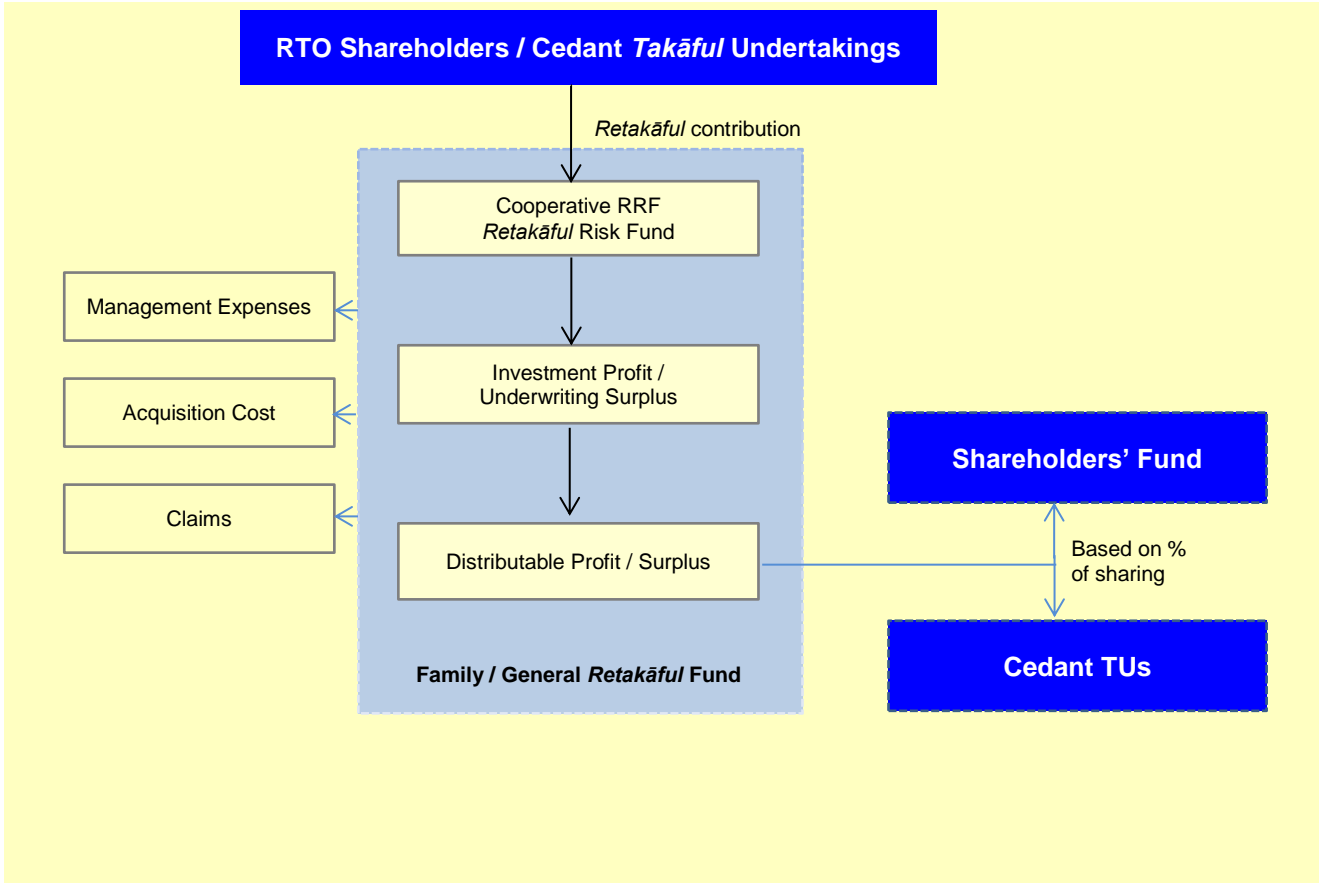 RTO Shareholders / Cedant Takāful Undertakings
Retakāful contribution
Cooperative RRF
Retakāful Risk Fund
Management Expenses
Investment Profit /
Underwriting Surplus
Acquisition Cost
Shareholders’ Fund
Claims
Distributable Profit / Surplus
Based on %
of sharing
Family / General Retakāful Fund
Cedant TUs